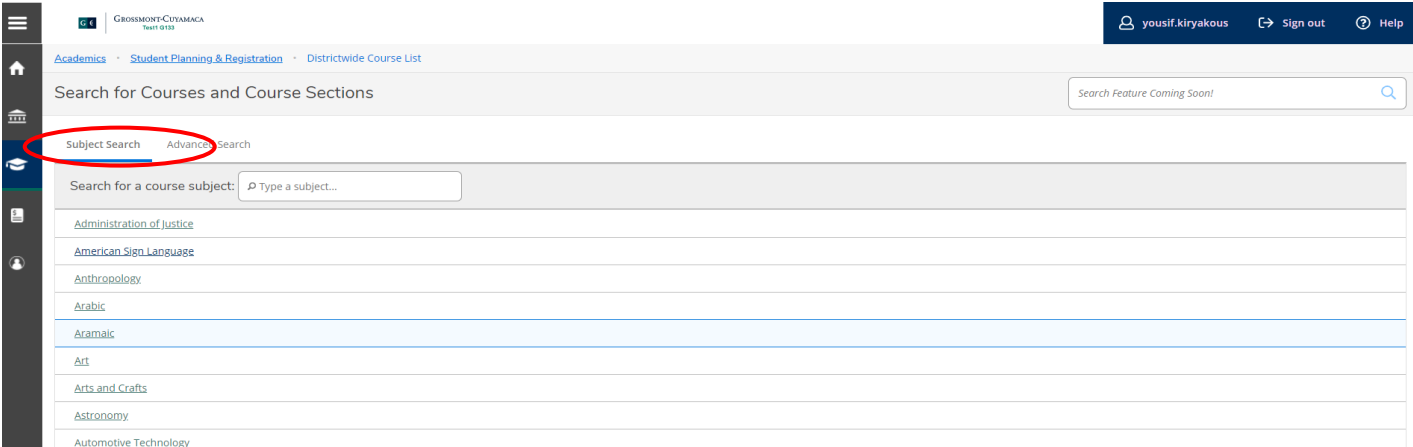 G C GROSSMONT-CUYAMACA
Test1 G133
yousif.kiryakous Sign out Help
Academics · Student Planning & Registration · Districtwide Course List
Search for Courses and Course Sections
Search Feature Coming Soon!
Subject Search Advanced Search
Search for a course subject: Type a subject...
Administration of Justice
American Sign Language
Anthropology
Arabic
Aramaic
Art
Arts and Crafts
Astronomy
Automotive Technology